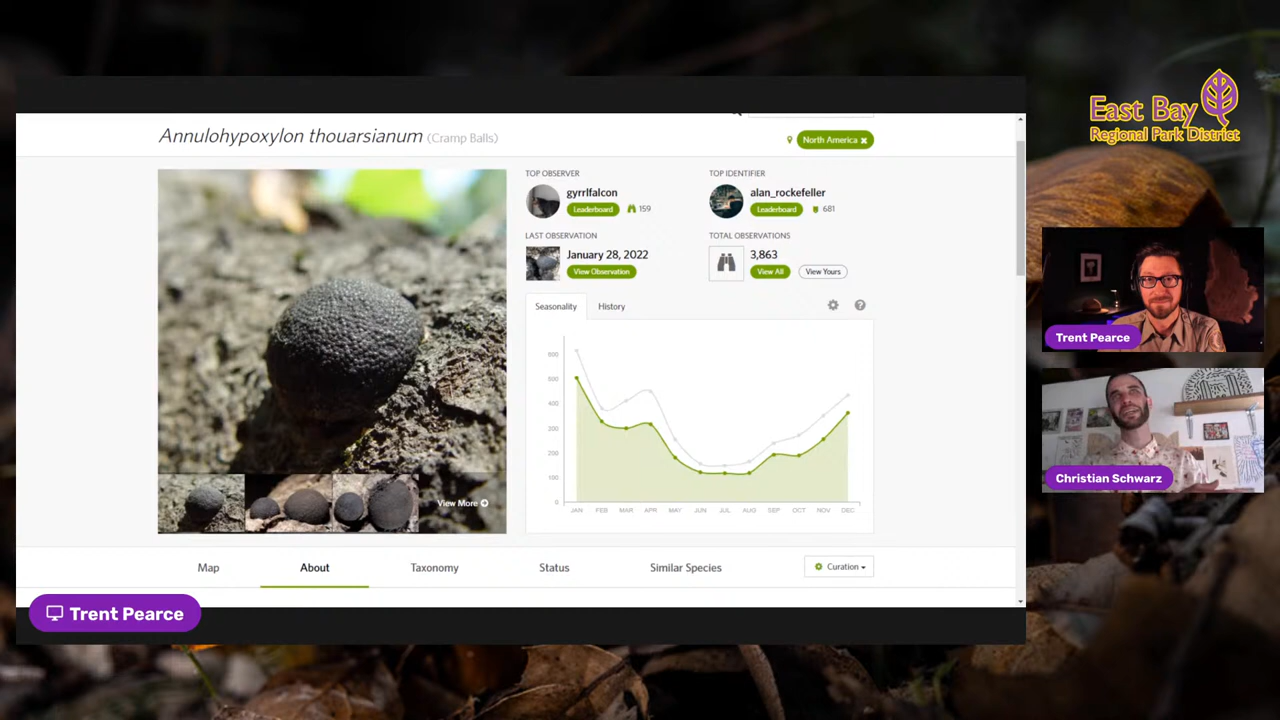 Annulohypoxylon thouarsianum (Cramp Balls)
North America ✖
TOP OBSERVER
gyrrlfalcon
Leaderboard 159
TOP IDENTIFIER
alan_rockefeller
Leaderboard 681
LAST OBSERVATION
January 28, 2022
View Observation
TOTAL OBSERVATIONS
3,863
View All View Yours
Seasonality History
600
500
400
300
200
100
0
JAN FEB MAR APR MAY JUN JUL AUG SEP OCT NOV DEC
View More
Map About Taxonomy Status Similar Species Curation
Trent Pearce
East Bay
Regional Park District
Trent Pearce
Christian Schwarz